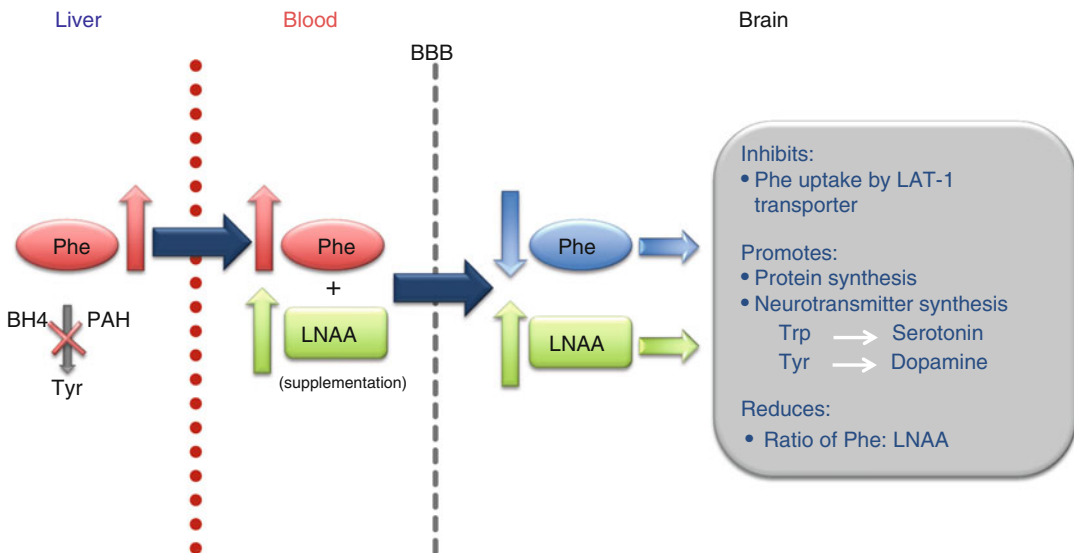 Liver
Blood
Brain
BBB
Phe
BH4 PAH
Tyr
Phe
+
LNAA
(supplementation)
Phe
LNAA
Inhibits:
• Phe uptake by LAT-1
transporter
Promotes:
• Protein synthesis
• Neurotransmitter synthesis
Trp Serotonin
Tyr Dopamine
Reduces:
• Ratio of Phe: LNAA